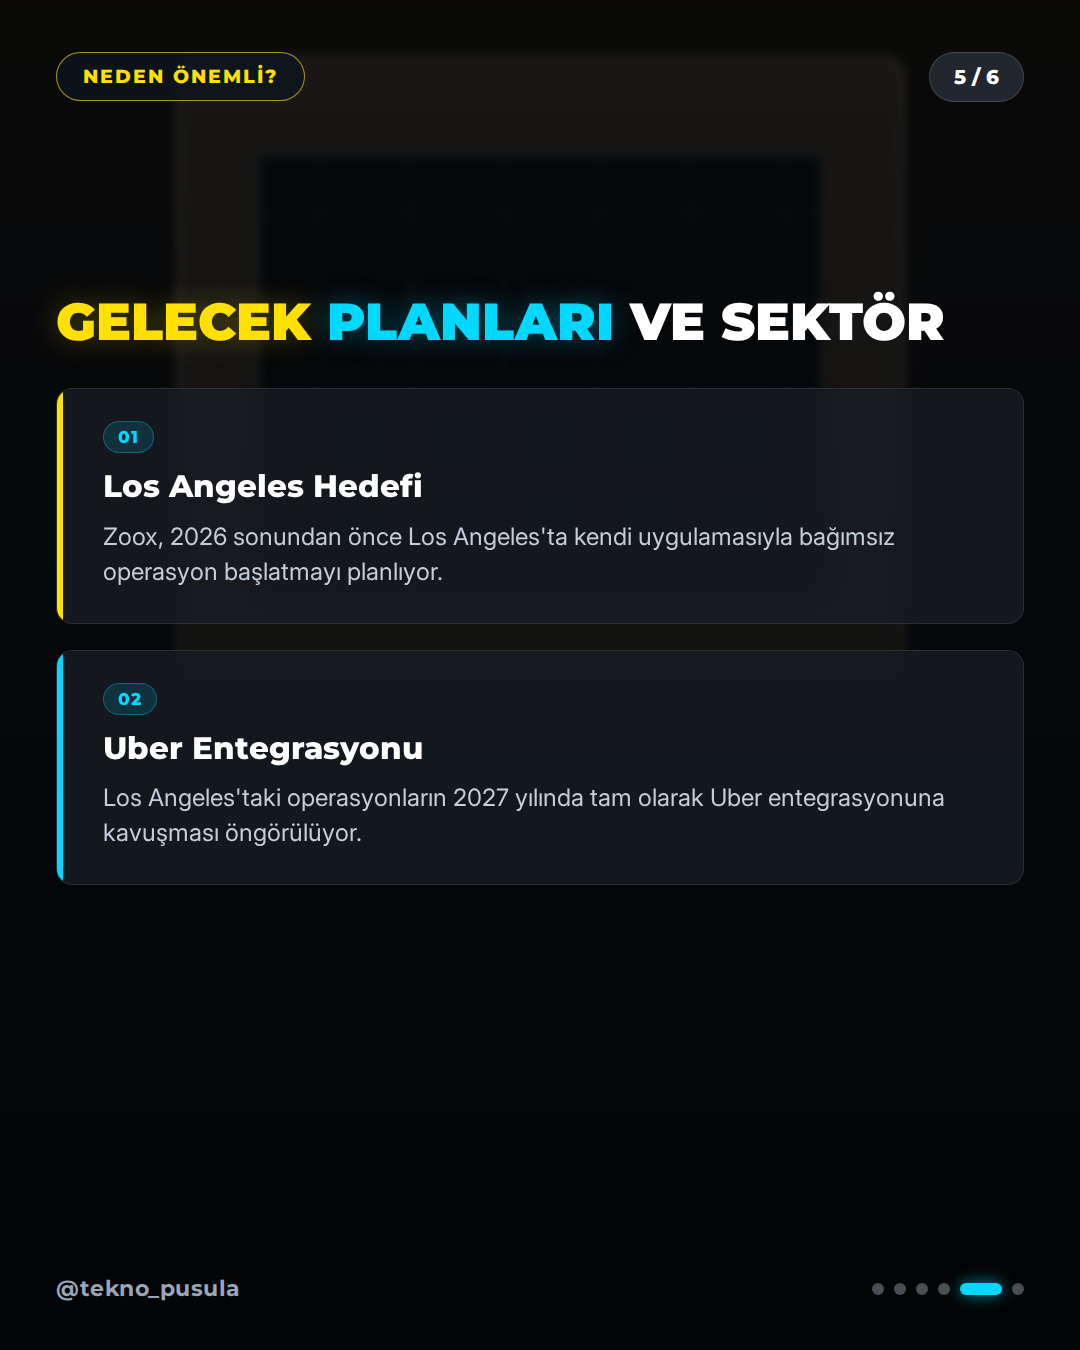 NEDEN ÖNEMLİ?
5 / 6
GELECEK PLANLARI VE SEKTÖR
01
Los Angeles Hedefi
Zoox, 2026 sonundan önce Los Angeles'ta kendi uygulamasıyla bağımsız
operasyon başlatmayı planlıyor.
02
Uber Entegrasyonu
Los Angeles'taki operasyonların 2027 yılında tam olarak Uber entegrasyonuna
kavuşması öngörülüyor.
@tekno_pusula